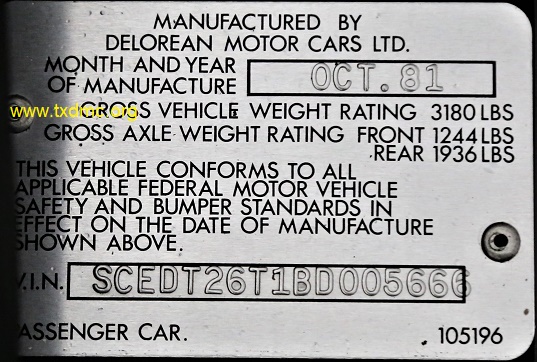 MANUFACTURED BY
DELOREAN MOTOR CARS LTD.
MONTH AND YEAR
OF MANUFACTURE OCT.81
www.txdmc.org
GROSS VEHICLE WEIGHT RATING 3180 LBS
GROSS AXLE WEIGHT RATING FRONT 1244 LBS
REAR 1936 LBS
THIS VEHICLE CONFORMS TO ALL
APPLICABLE FEDERAL MOTOR VEHICLE
SAFETY AND BUMPER STANDARDS IN
EFFECT ON THE DATE OF MANUFACTURE
SHOWN ABOVE.
V.I.N. SCEDT26T1BD005666
ASSENGER CAR. 105196